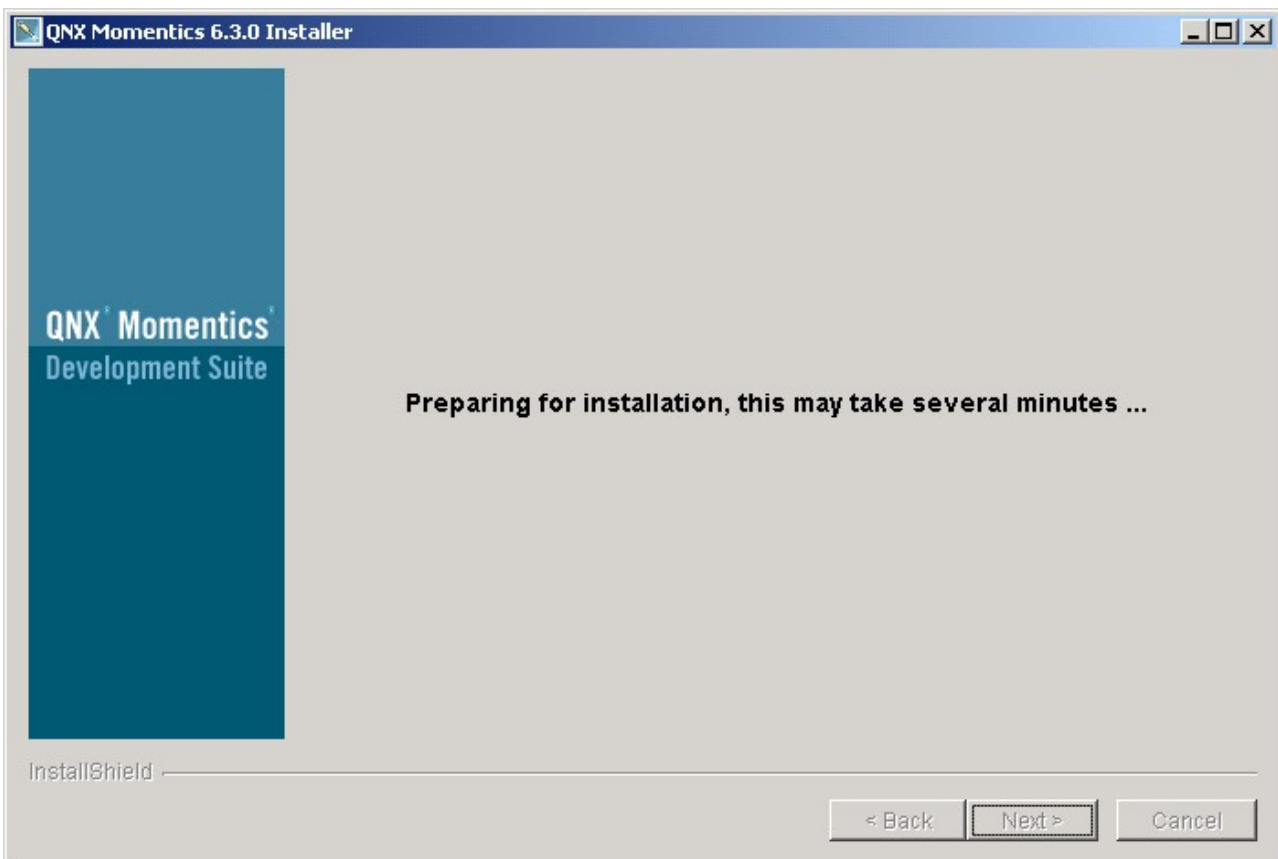 QNX Momentics 6.3.0 Installer
QNX® Momentics®
Development Suite
Preparing for installation, this may take several minutes ...
InstallShield
< Back
Next >
Cancel